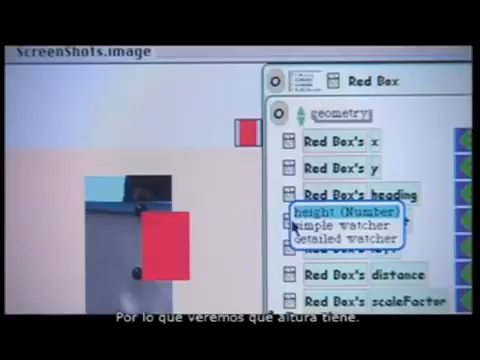 ScreenShots.image
Red Box
geometry
Red Box's x
Red Box's y
Red Box's heading
height (Number)
simple watcher
detailed watcher
Red Box's distance
Red Box's scaleFactor
Por lo que veremos que altura tiene.